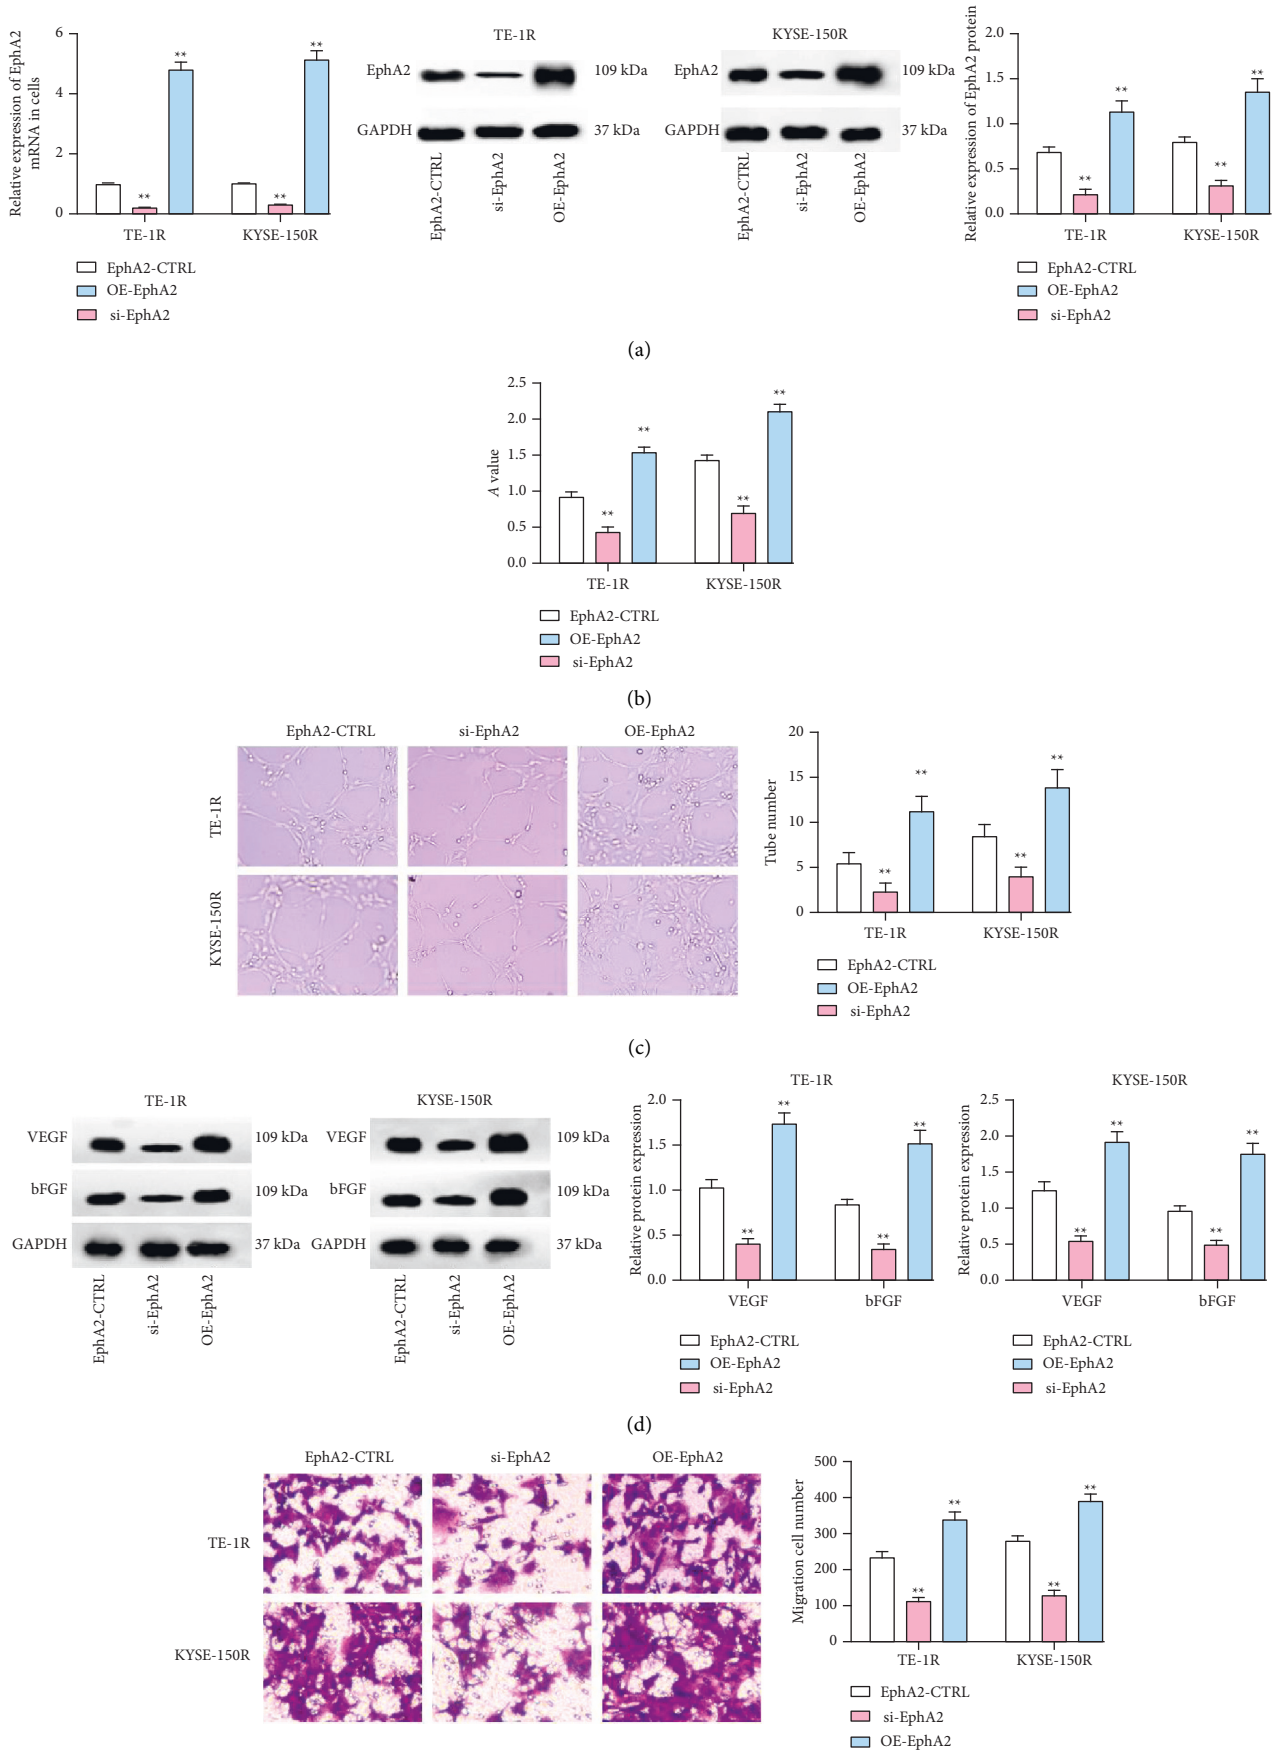 Relative expression of EphA2
mRNA in cells
6
4
2
0
**
**
**
**
TE-1R
KYSE-150R
EphA2-CTRL
OE-EphA2
si-EphA2
TE-1R
EphA2
109 kDa
GAPDH
37 kDa
EphA2-CTRL
si-EphA2
OE-EphA2
KYSE-150R
EphA2
109 kDa
GAPDH
37 kDa
EphA2-CTRL
si-EphA2
OE-EphA2
Relative expression of EphA2 protein
2.0
1.5
1.0
0.5
0.0
**
**
**
**
TE-1R
KYSE-150R
EphA2-CTRL
OE-EphA2
si-EphA2
(a)
A value
2.5
2.0
1.5
1.0
0.5
0.0
**
**
**
**
TE-1R
KYSE-150R
EphA2-CTRL
OE-EphA2
si-EphA2
(b)
EphA2-CTRL
si-EphA2
OE-EphA2
TE-1R
KYSE-150R
Tube number
20
15
10
5
0
**
**
**
**
TE-1R
KYSE-150R
EphA2-CTRL
OE-EphA2
si-EphA2
(c)
TE-1R
VEGF
109 kDa
bFGF
109 kDa
GAPDH
37 kDa
EphA2-CTRL
si-EphA2
OE-EphA2
KYSE-150R
VEGF
109 kDa
bFGF
109 kDa
GAPDH
37 kDa
EphA2-CTRL
si-EphA2
OE-EphA2
TE-1R
Relative protein expression
2.0
1.5
1.0
0.5
0.0
**
**
**
**
VEGF
bFGF
EphA2-CTRL
OE-EphA2
si-EphA2
KYSE-150R
Relative protein expression
2.5
2.0
1.5
1.0
0.5
0.0
**
**
**
**
VEGF
bFGF
EphA2-CTRL
OE-EphA2
si-EphA2
(d)
EphA2-CTRL
si-EphA2
OE-EphA2
TE-1R
KYSE-150R
Migration cell number
500
400
300
200
100
0
**
**
**
**
TE-1R
KYSE-150R
EphA2-CTRL
si-EphA2
OE-EphA2